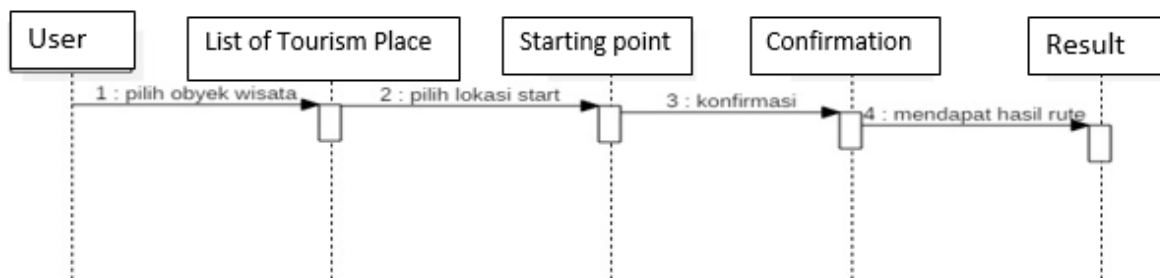 User
List of Tourism Place
Starting point
Confirmation
Result
1 : pilih obyek wisata
2 : pilih lokasi start
3 : konfirmasi
4 : mendapat hasil rute